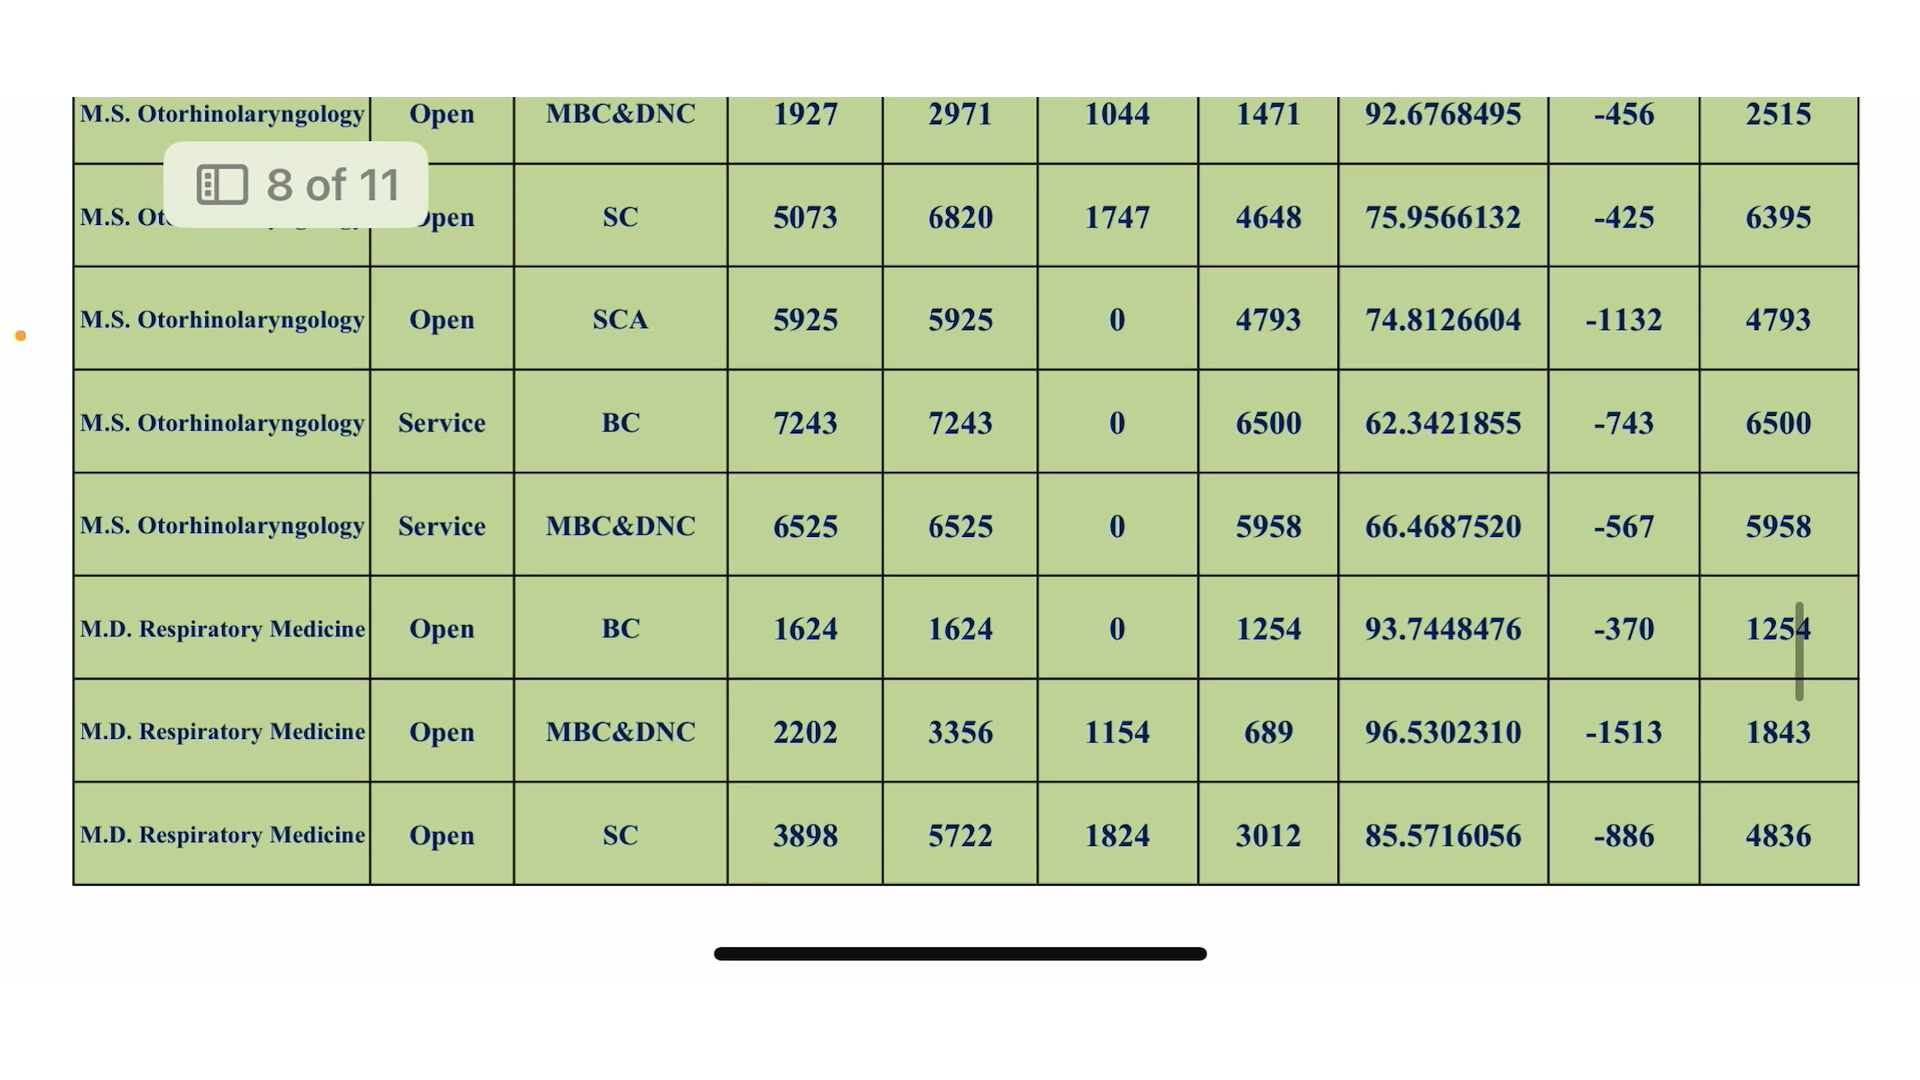 M.S. Otorhinolaryngology Open MBC&DNC 1927 2971 1044 1471 92.6768495 -456 2515
8 of 11
M.S. SC 5073 6820 1747 4648 75.9566132 -425 6395
M.S. Otorhinolaryngology Open SCA 5925 5925 0 4793 74.8126604 -1132 4793
M.S. Otorhinolaryngology Service BC 7243 7243 0 6500 62.3421855 -743 6500
M.S. Otorhinolaryngology Service MBC&DNC 6525 6525 0 5958 66.4687520 -567 5958
M.D. Respiratory Medicine Open BC 1624 1624 0 1254 93.7448476 -370 1254
M.D. Respiratory Medicine Open MBC&DNC 2202 3356 1154 689 96.5302310 -1513 1843
M.D. Respiratory Medicine Open SC 3898 5722 1824 3012 85.5716056 -886 4836